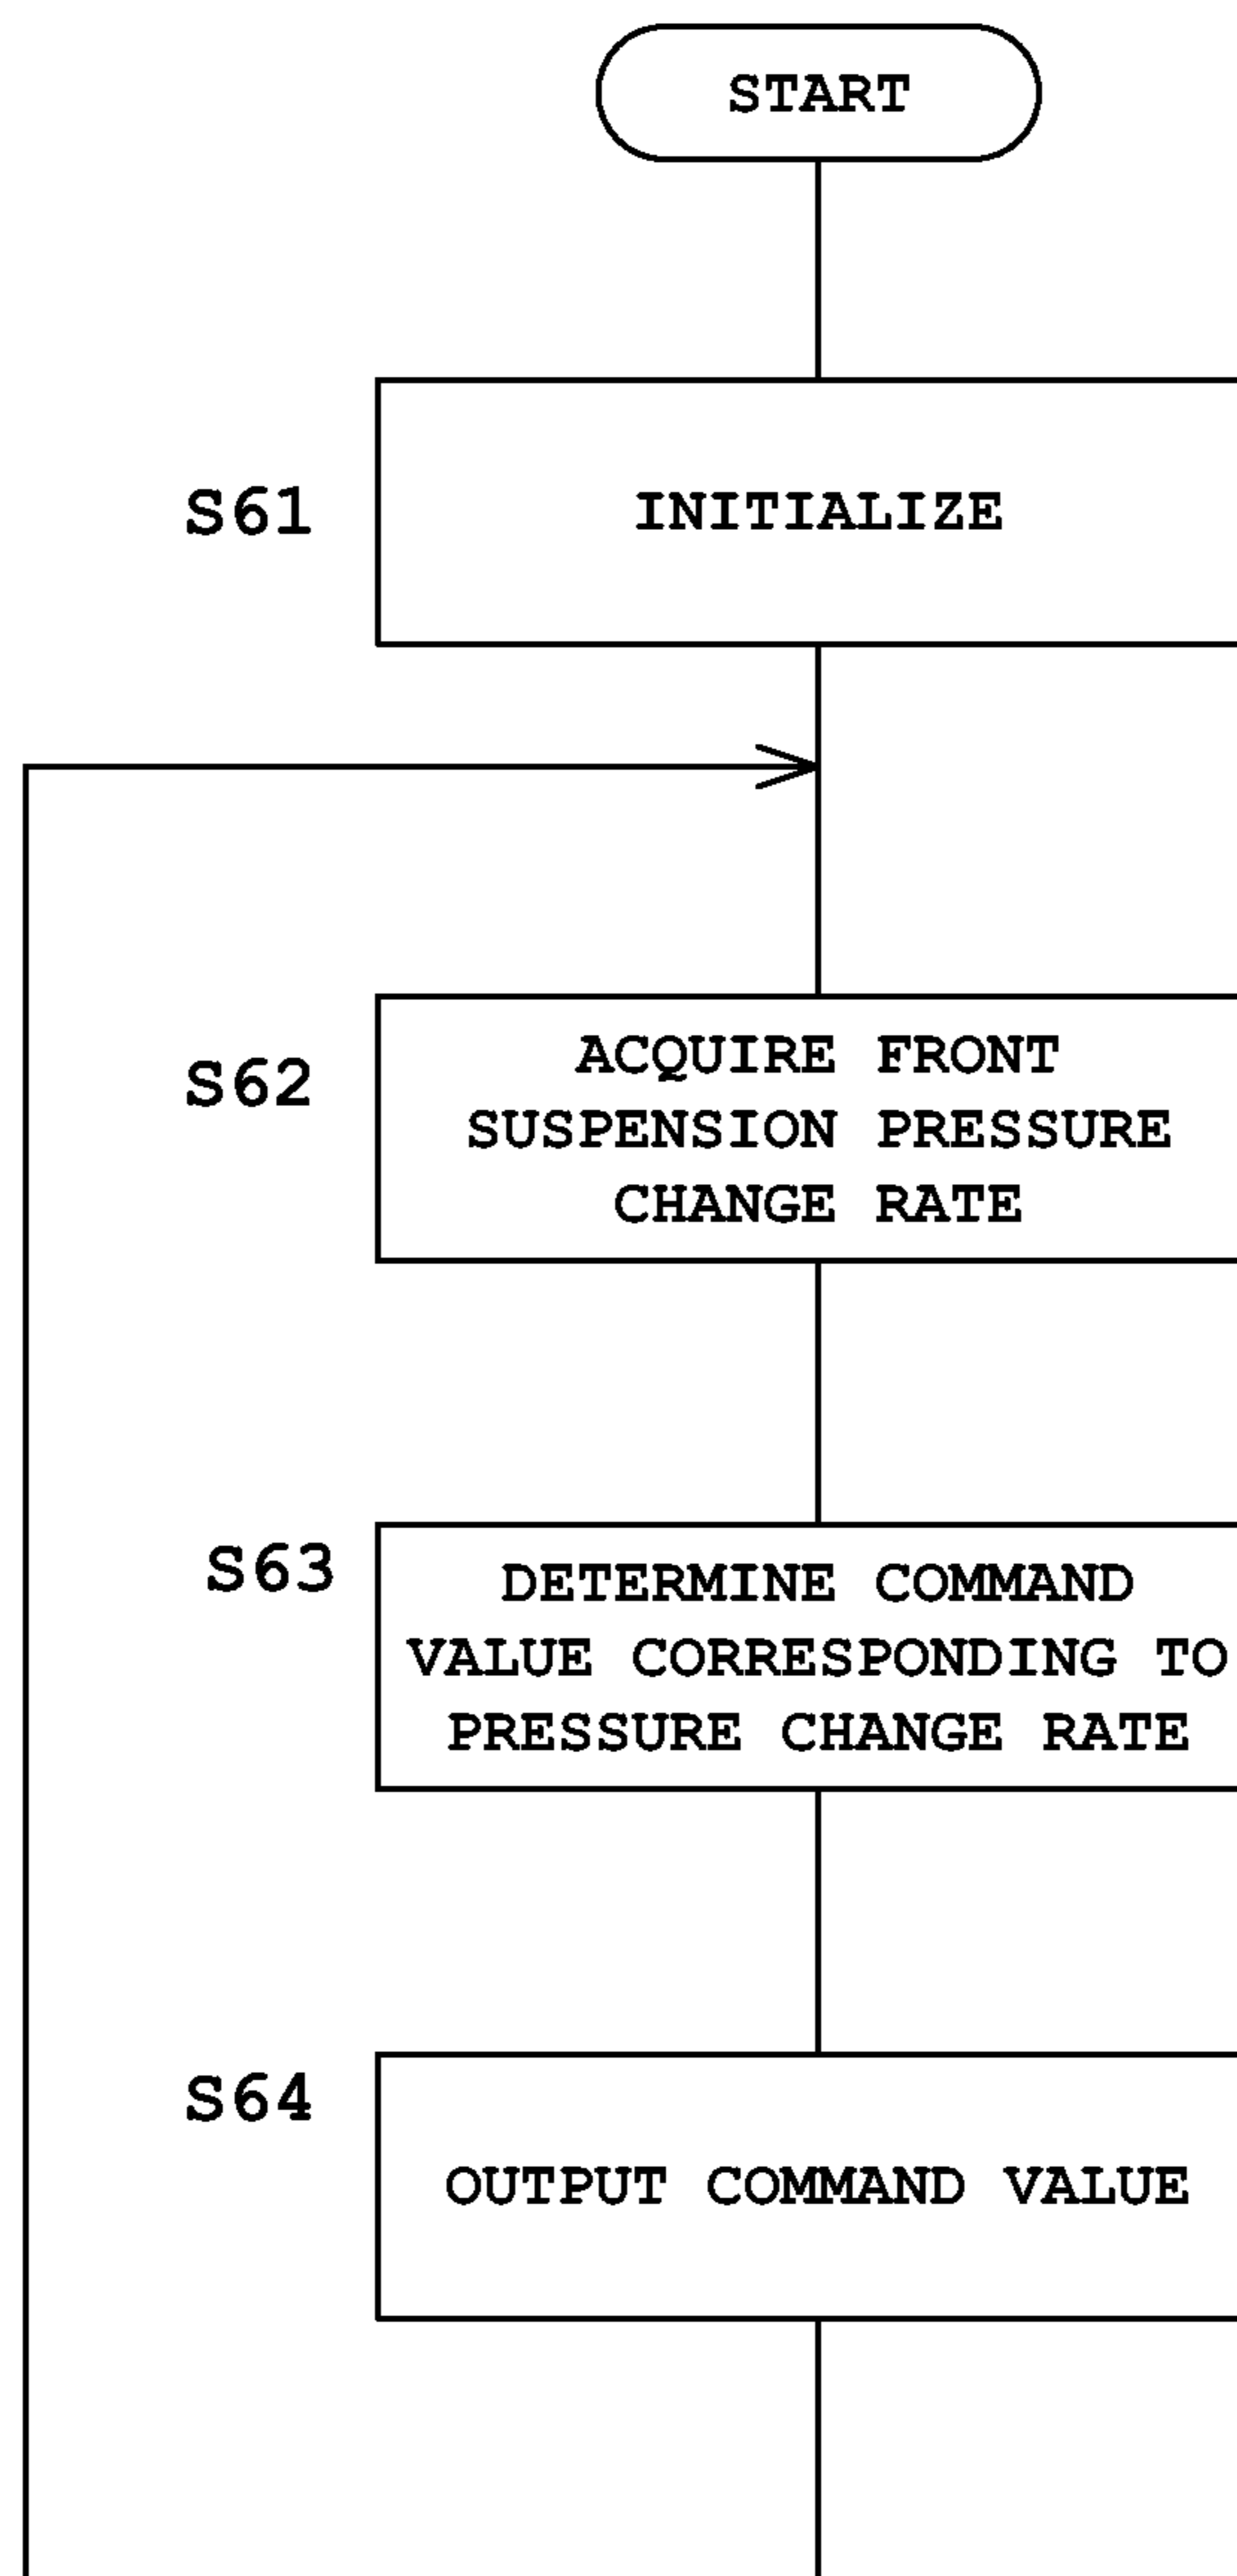 START
S61
INITIALIZE
S62
ACQUIRE FRONT
SUSPENSION PRESSURE
CHANGE RATE
S63
DETERMINE COMMAND
VALUE CORRESPONDING TO
PRESSURE CHANGE RATE
S64
OUTPUT COMMAND VALUE